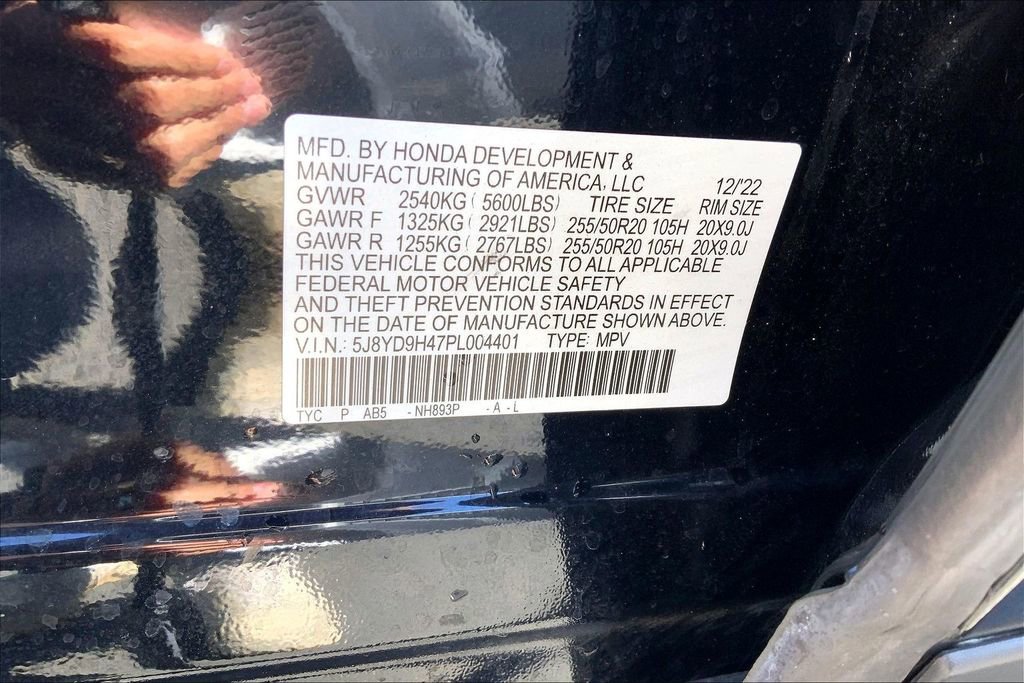 MFD. BY HONDA DEVELOPMENT &
MANUFACTURING OF AMERICA, LLC 12/'22
GVWR 2540KG ( 5600LBS) TIRE SIZE RIM SIZE
GAWR F 1325KG ( 2921LBS) 255/50R20 105H 20X9.0J
GAWR R 1255KG ( 2767LBS) 255/50R20 105H 20X9.0J
THIS VEHICLE CONFORMS TO ALL APPLICABLE
FEDERAL MOTOR VEHICLE SAFETY
AND THEFT PREVENTION STANDARDS IN EFFECT
ON THE DATE OF MANUFACTURE SHOWN ABOVE.
V.I.N.: 5J8YD9H47PL004401 TYPE: MPV
TYC P AB5 - NH893P - A - L